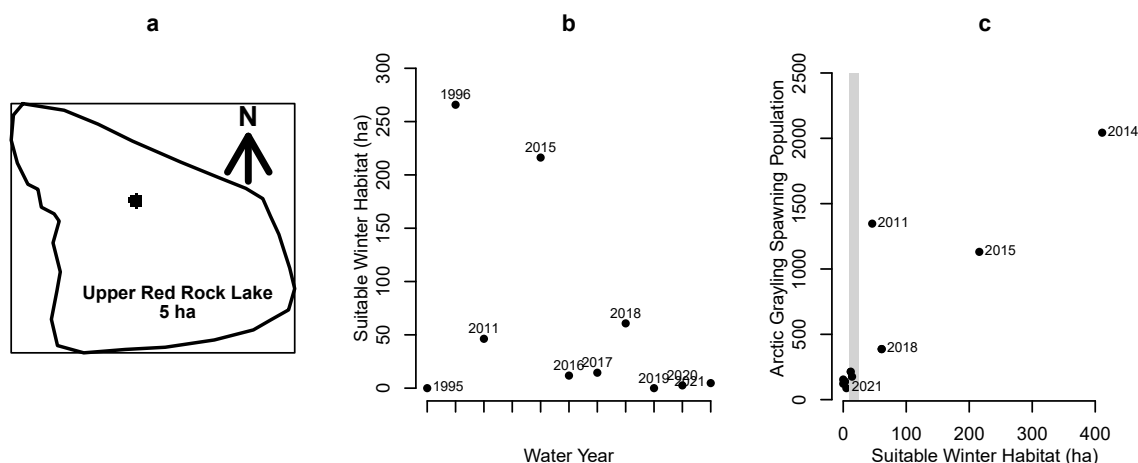 a
N
Upper Red Rock Lake
5 ha
b
Suitable Winter Habitat (ha)
300
250
200
150
100
50
0
1996
2015
2011
2018
2016
2017
1995
2019
2020
2021
Water Year
c
Arctic Grayling Spawning Population
2500
2000
1500
1000
500
0
2014
2011
2015
2018
2021
0 100 200 300 400
Suitable Winter Habitat (ha)